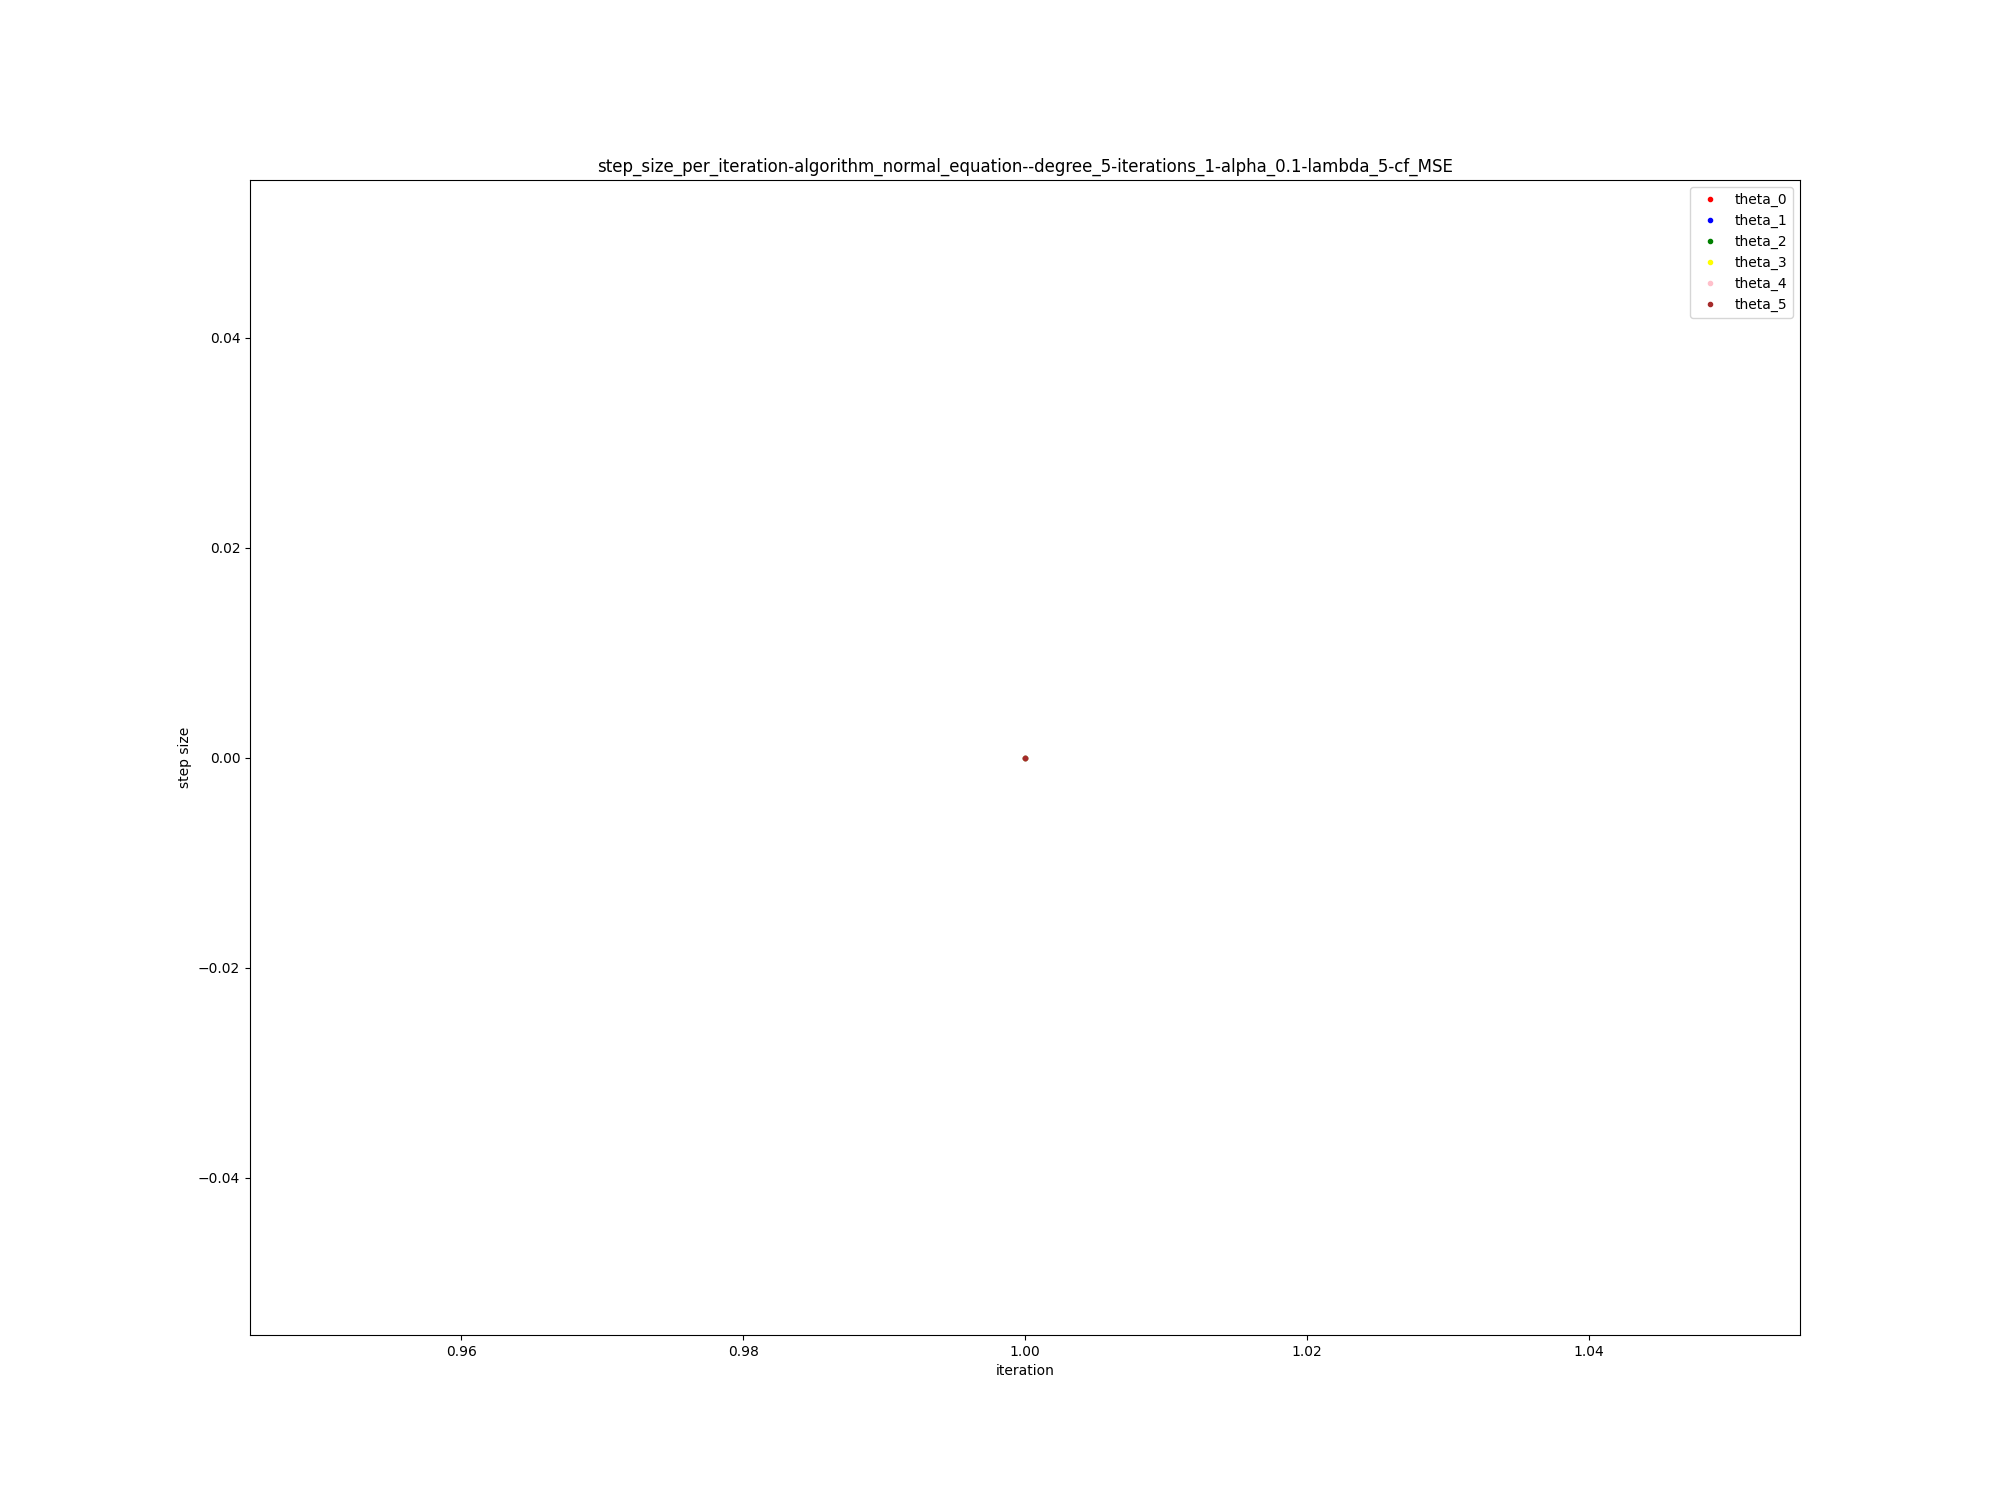 step_size_per_iteration-algorithm_normal_equation--degree_5-iterations_1-alpha_0.1-lambda_5-cf_MSE
theta_0
theta_1
theta_2
theta_3
theta_4
theta_5
0.04
0.02
0.00
−0.02
−0.04
step size
0.96
0.98
1.00
1.02
1.04
iteration